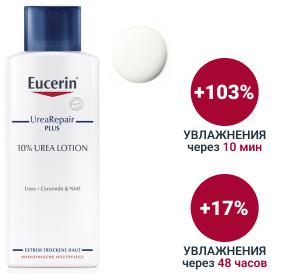 Eucerin®
UreaRepair
PLUS
10% UREA LOTION
Urea + Ceramide & NMF
EXTREM TROCKENE HAUT
MEDIZINISCHE HAUTPFLEGE
+103%
УВЛАЖНЕНИЯ
через 10 мин
+17%
УВЛАЖНЕНИЯ
через 48 часов